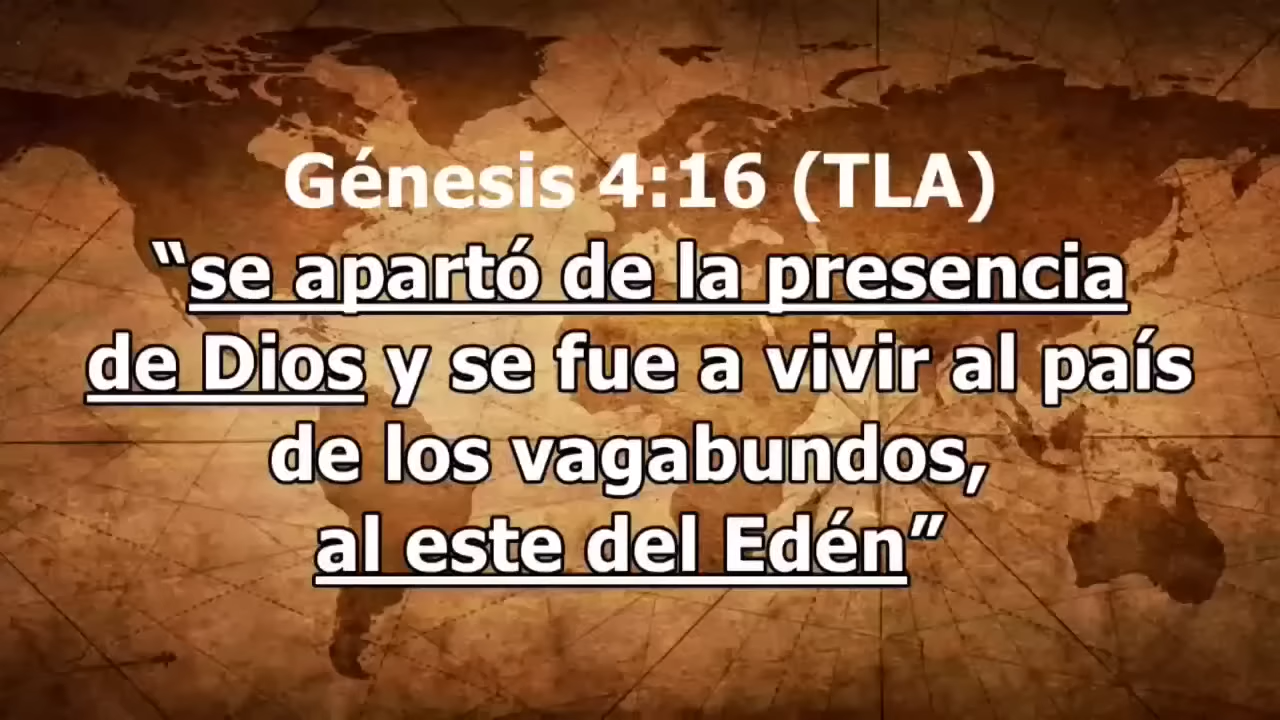 Génesis 4:16 (TLA)
“se apartó de la presencia
de Dios y se fue a vivir al país
de los vagabundos,
al este del Edén”